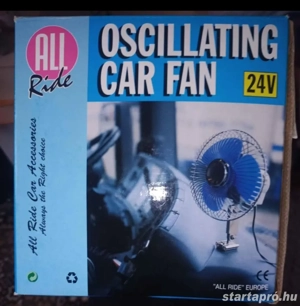 ALL
Ride
OSCILLATING
CAR FAN
24V
All Ride Car Accessories
Always the Right choice
CE
"ALL RIDE" EUROPE
startapró.hu